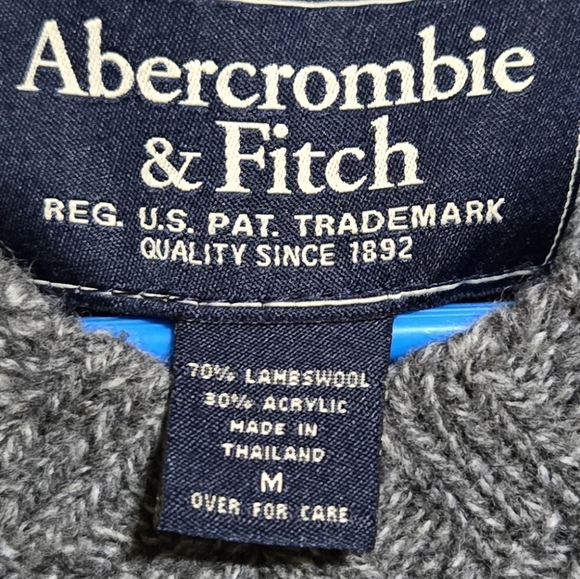 Abercrombie
& Fitch
REG. U.S. PAT. TRADEMARK
QUALITY SINCE 1892
70% LAMBSWOOL
30% ACRYLIC
MADE IN
THAILAND
M
OVER FOR CARE